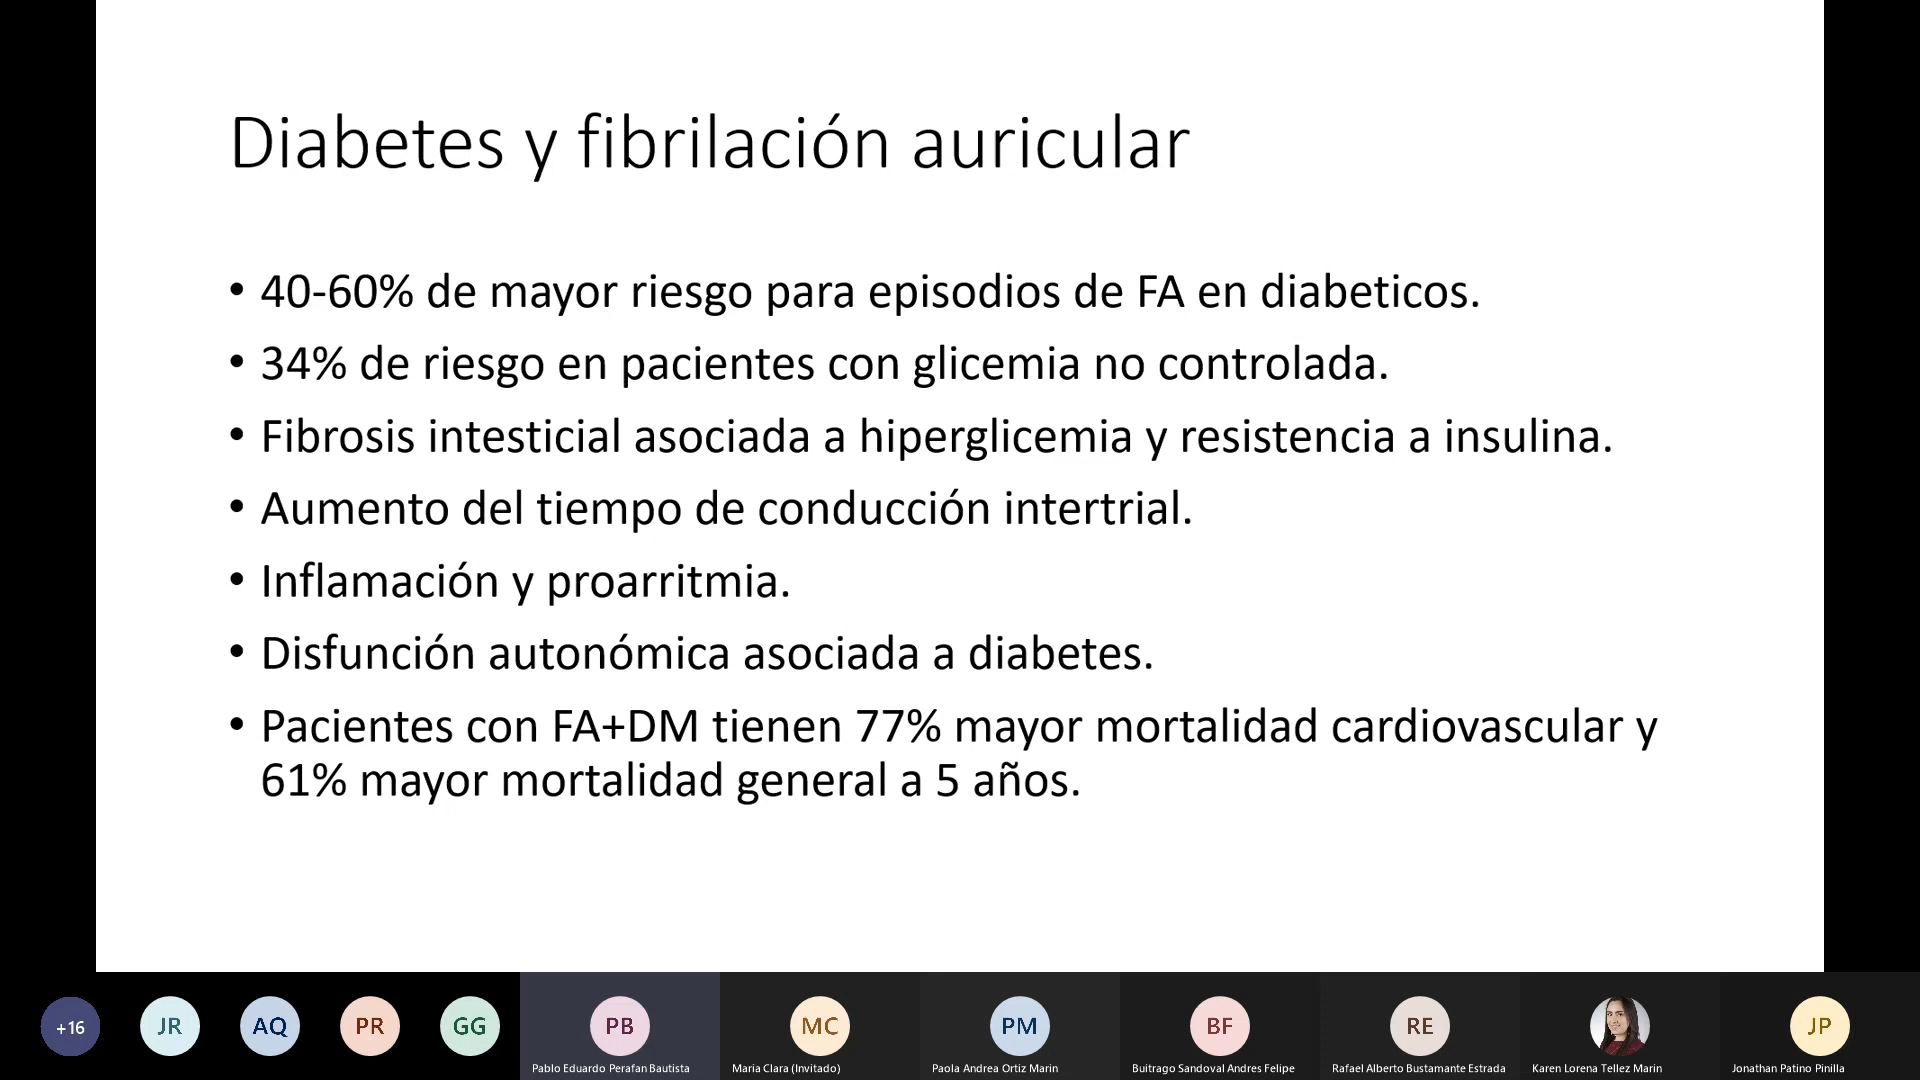 Diabetes y fibrilación auricular
• 40-60% de mayor riesgo para episodios de FA en diabeticos.
• 34% de riesgo en pacientes con glicemia no controlada.
• Fibrosis intesticial asociada a hiperglicemia y resistencia a insulina.
• Aumento del tiempo de conducción intertrial.
• Inflamación y proarritmia.
• Disfunción autonómica asociada a diabetes.
• Pacientes con FA+DM tienen 77% mayor mortalidad cardiovascular y
61% mayor mortalidad general a 5 años.
+16 JR AQ PR GG PB MC PM BF RE JP
Pablo Eduardo Perafan Bautista Maria Clara (Invitado) Paola Andrea Ortiz Marin Buitrago Sandoval Andres Felipe Rafael Alberto Bustamante Estrada Karen Lorena Tellez Marin Jonathan Patino Pinilla